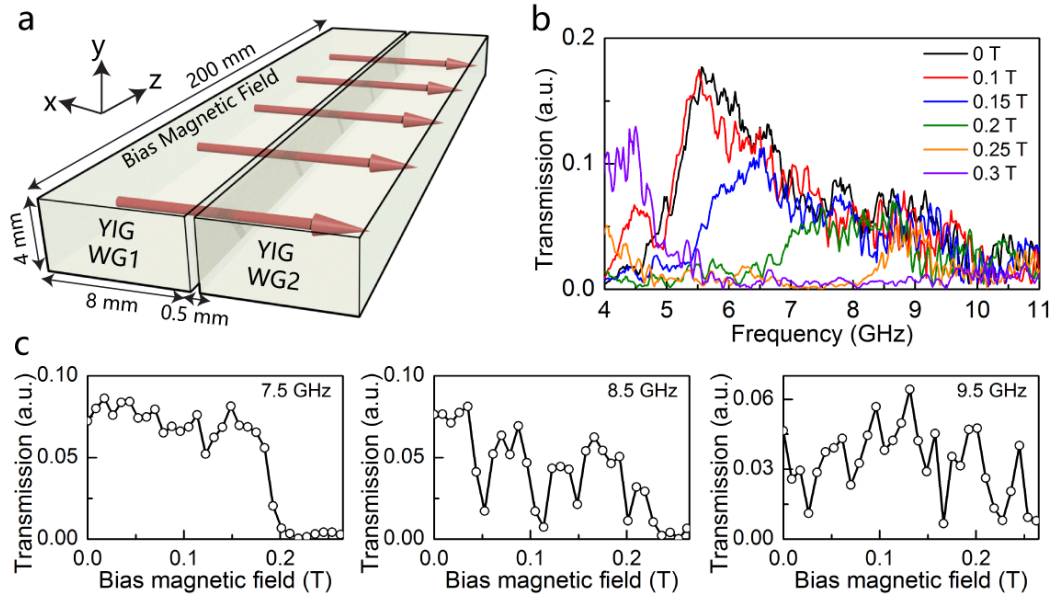 a
y
x
z
200 mm
Bias Magnetic Field
YIG
WG1
YIG
WG2
4 mm
8 mm
0.5 mm
b
Transmission (a.u.)
0.2
0.1
0.0
0 T
0.1 T
0.15 T
0.2 T
0.25 T
0.3 T
4 5 6 7 8 9 10 11
Frequency (GHz)
c
Transmission (a.u.)
0.10
0.05
0.00
7.5 GHz
0.0 0.1 0.2
Bias magnetic field (T)
Transmission (a.u.)
0.10
0.05
0.00
8.5 GHz
0.0 0.1 0.2
Bias magnetic field (T)
Transmission (a.u.)
0.06
0.03
0.00
9.5 GHz
0.0 0.1 0.2
Bias magnetic field (T)